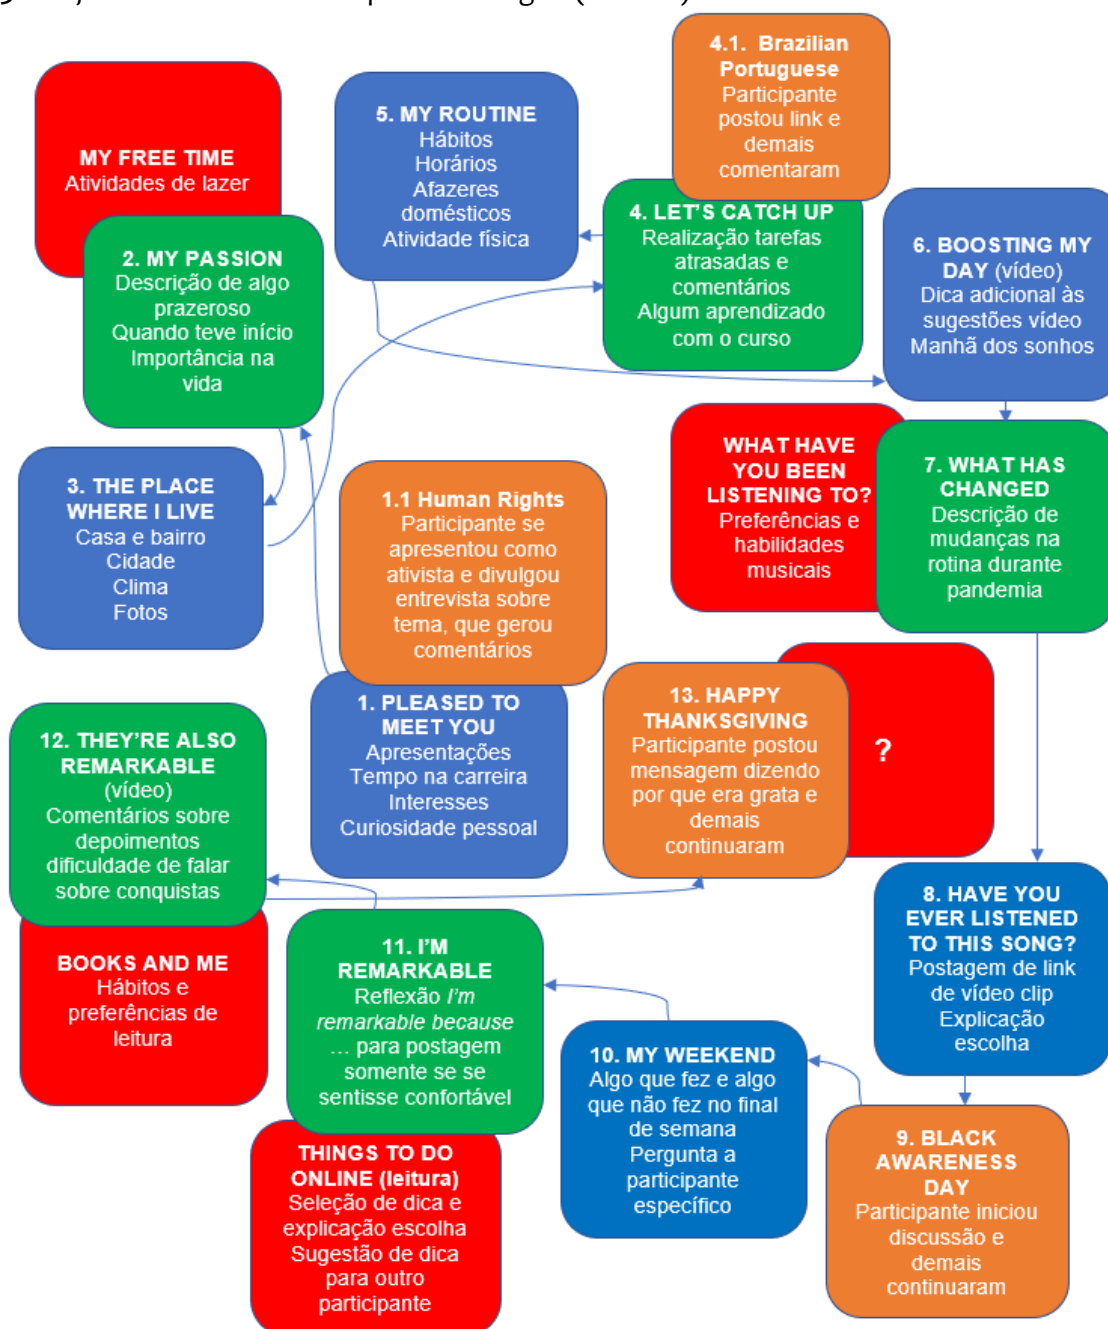 4.1. Brazilian
Portuguese
Participante
postou link e
demais
comentaram
MY FREE TIME
Atividades de lazer
5. MY ROUTINE
Hábitos
Horários
Afazeres
domésticos
Atividade física
4. LET'S CATCH UP
Realização tarefas
atrasadas e
comentários
Algum aprendizado
com o curso
6. BOOSTING MY
DAY (vídeo)
Dica adicional às
sugestões vídeo
Manhã dos sonhos
2. MY PASSION
Descrição de algo
prazeroso
Quando teve início
Importância na
vida
WHAT HAVE
YOU BEEN
LISTENING TO?
Preferências e
habilidades
musicais
7. WHAT HAS
CHANGED
Descrição de
mudanças na
rotina durante
pandemia
3. THE PLACE
WHERE I LIVE
Casa e bairro
Cidade
Clima
Fotos
1.1 Human Rights
Participante se
apresentou como
ativista e divulgou
entrevista sobre
tema, que gerou
comentários
1. PLEASED TO
MEET YOU
Apresentações
Tempo na carreira
Interesses
Curiosidade pessoal
13. HAPPY
THANKSGIVING
Participante postou
mensagem dizendo
por que era grata e
demais
continuaram
?
12. THEY'RE ALSO
REMARKABLE
(vídeo)
Comentários sobre
depoimentos
dificuldade de falar
sobre conquistas
8. HAVE YOU
EVER LISTENED
TO THIS SONG?
Postagem de link
de vídeo clip
Explicação
escolha
BOOKS AND ME
Hábitos e
preferências de
leitura
11. I'M
REMARKABLE
Reflexão I'm
remarkable because
… para postagem
somente se se
sentisse confortável
10. MY WEEKEND
Algo que fez e algo
que não fez no final
de semana
Pergunta a
participante
específico
9. BLACK
AWARENESS
DAY
Participante iniciou
discussão e
demais
continuaram
THINGS TO DO
ONLINE (leitura)
Seleção de dica e
explicação escolha
Sugestão de dica
para outro
participante